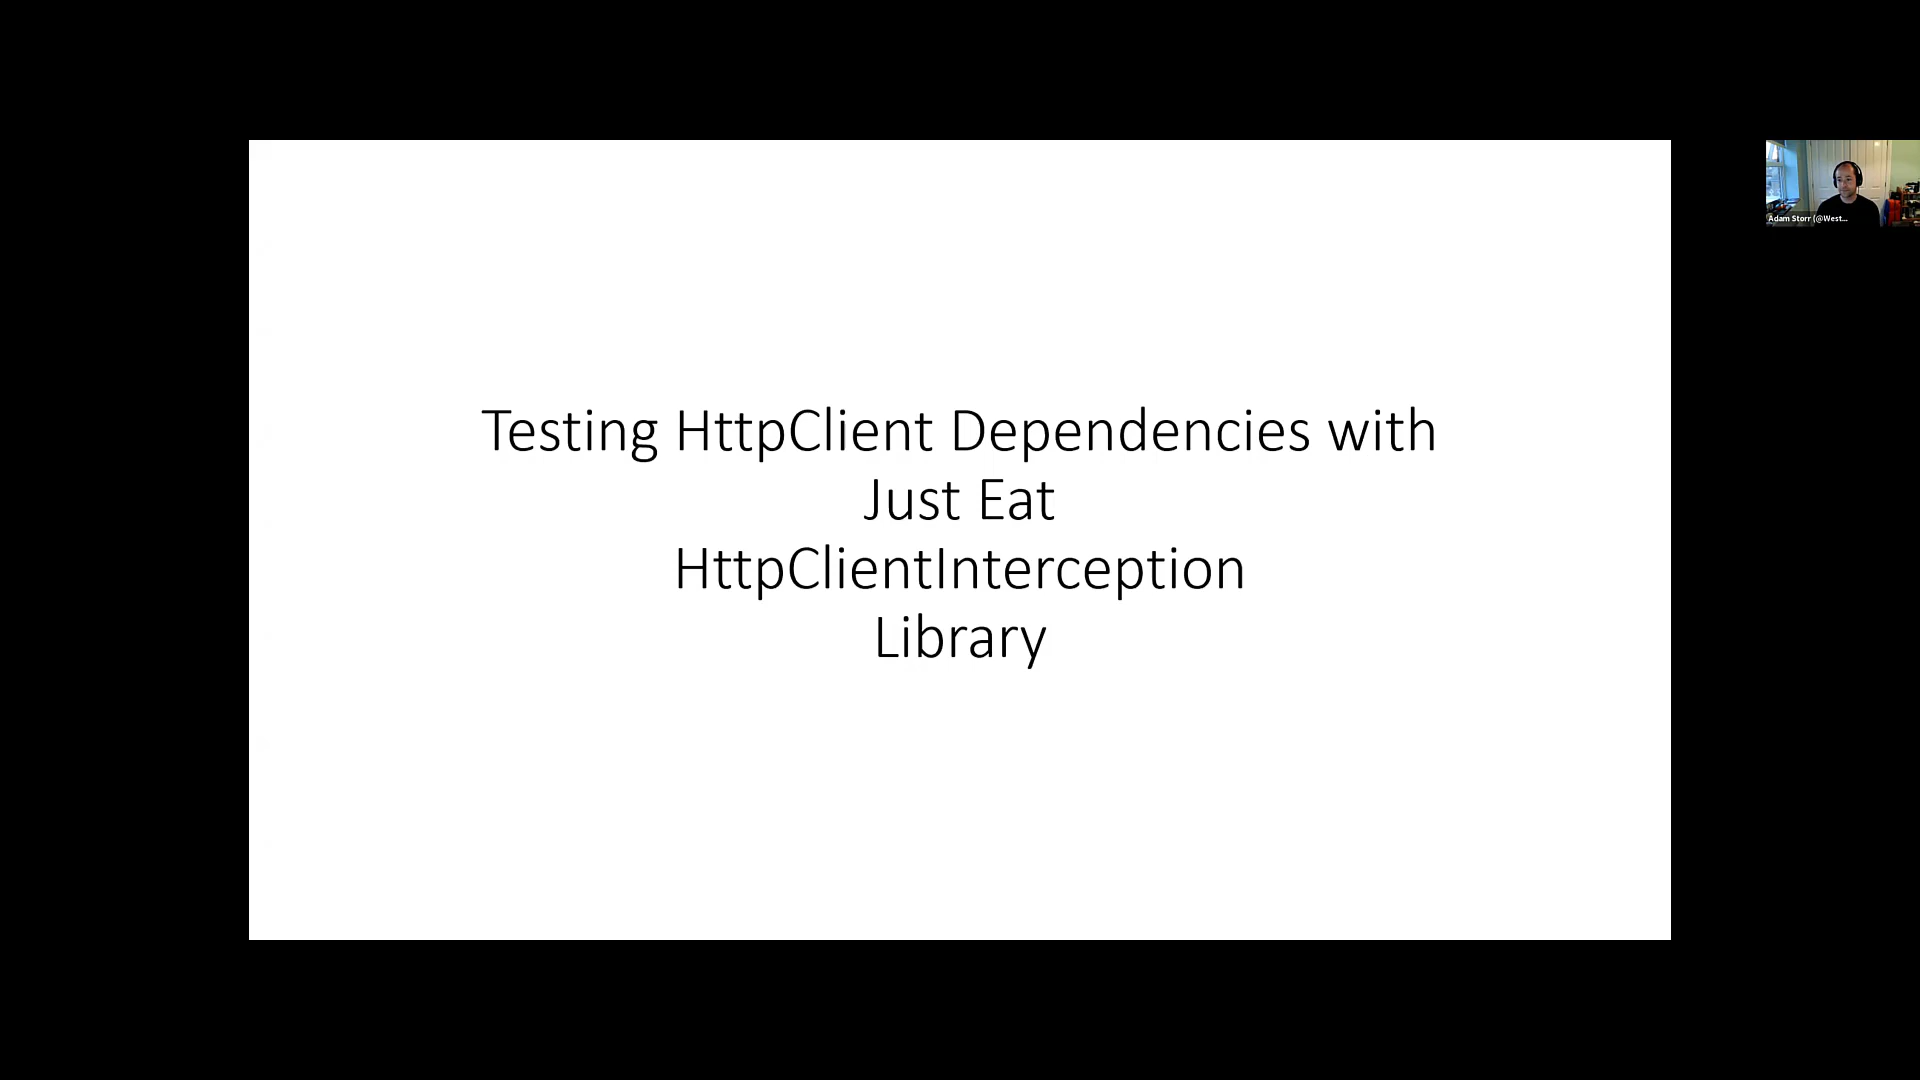 Testing HttpClient Dependencies with
Just Eat
HttpClientInterception
Library
Adam Storr (@West...